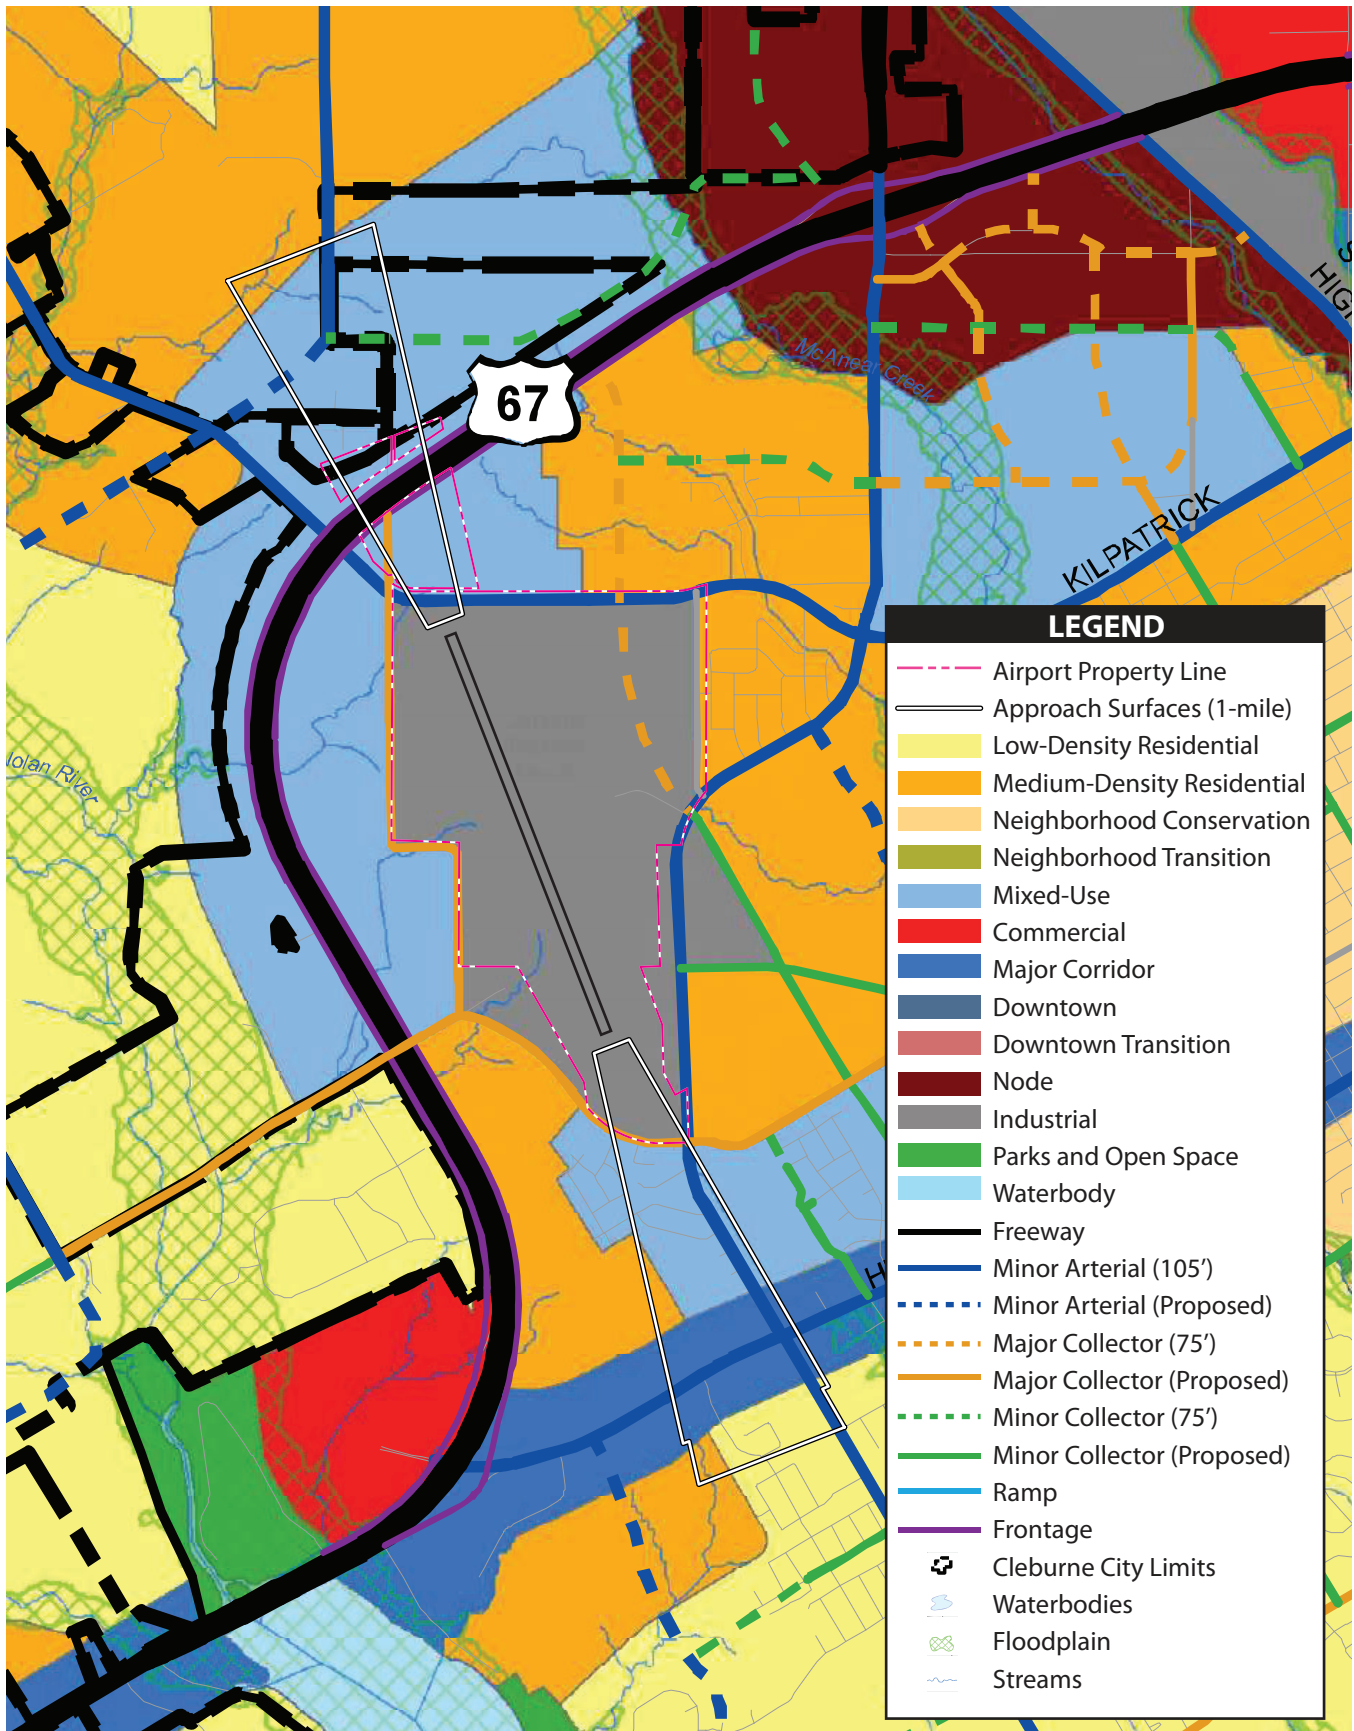 S
HIG
McAnear Creek
67
KILPATRICK
Nolan River
H
LEGEND
Airport Property Line
Approach Surfaces (1-mile)
Low-Density Residential
Medium-Density Residential
Neighborhood Conservation
Neighborhood Transition
Mixed-Use
Commercial
Major Corridor
Downtown
Downtown Transition
Node
Industrial
Parks and Open Space
Waterbody
Freeway
Minor Arterial (105')
Minor Arterial (Proposed)
Major Collector (75')
Major Collector (Proposed)
Minor Collector (75')
Minor Collector (Proposed)
Ramp
Frontage
Cleburne City Limits
Waterbodies
Floodplain
Streams